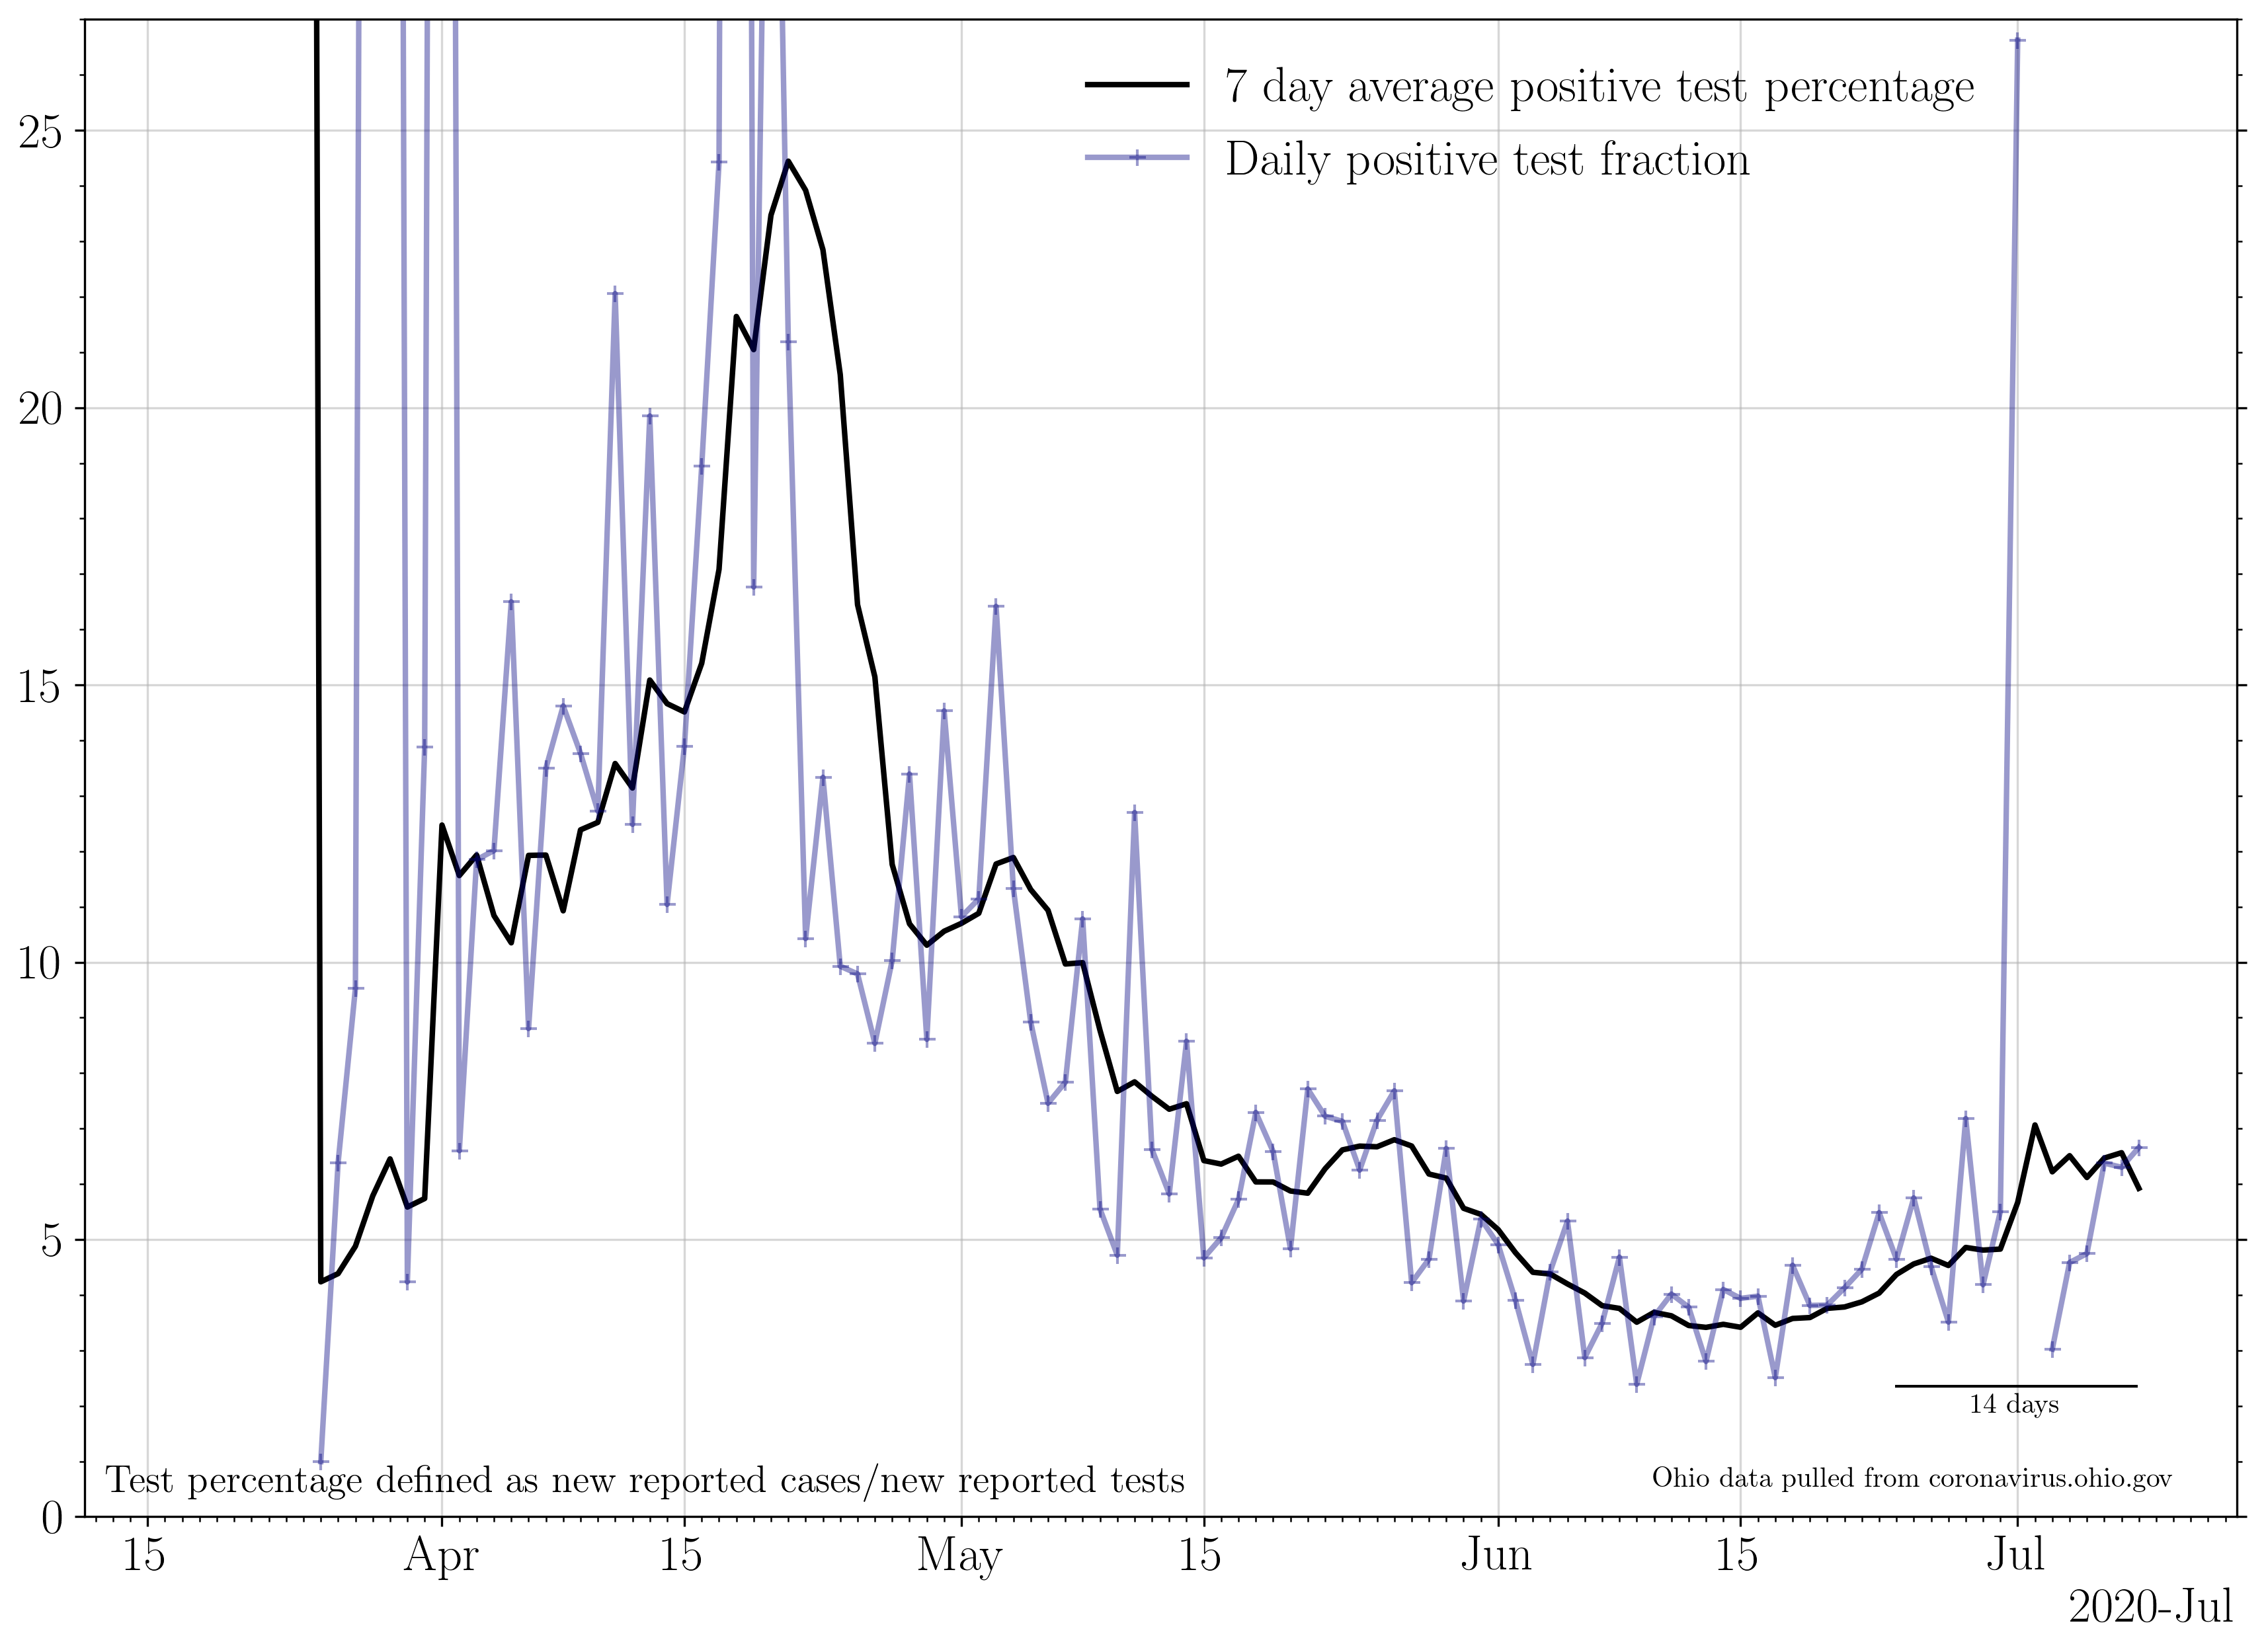 7 day average positive test percentage
Daily positive test fraction
25
20
15
10
5
0
14 days
Test percentage defined as new reported cases/new reported tests
Ohio data pulled from coronavirus.ohio.gov
15 Apr 15 May 15 Jun 15 Jul
2020-Jul